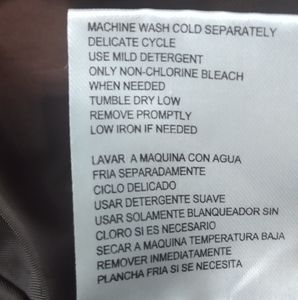 MACHINE WASH COLD SEPARATELY
DELICATE CYCLE
USE MILD DETERGENT
ONLY NON-CHLORINE BLEACH
WHEN NEEDED
TUMBLE DRY LOW
REMOVE PROMPTLY
LOW IRON IF NEEDED
LAVAR A MAQUINA CON AGUA
FRIA SEPARADAMENTE
CICLO DELICADO
USAR DETERGENTE SUAVE
USAR SOLAMENTE BLANQUEADOR SIN
CLORO SI ES NECESARIO
SECAR A MAQUINA TEMPERATURA BAJA
REMOVER INMEDIATAMENTE
PLANCHA FRIA SI SE NECESITA